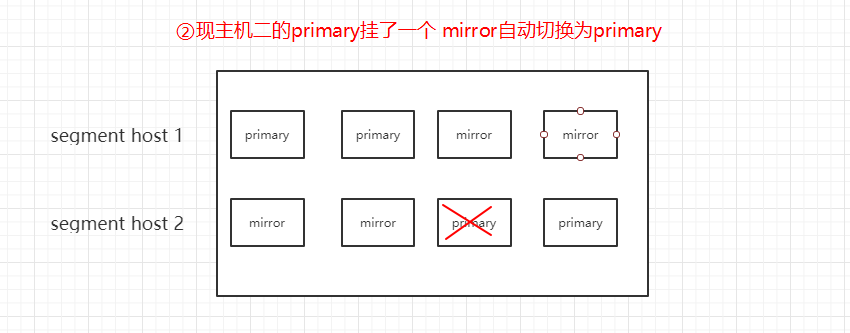 ②现主机二的primary挂了一个 mirror自动切换为primary
segment host 1
primary
primary
mirror
mirror
segment host 2
mirror
mirror
primary
primary